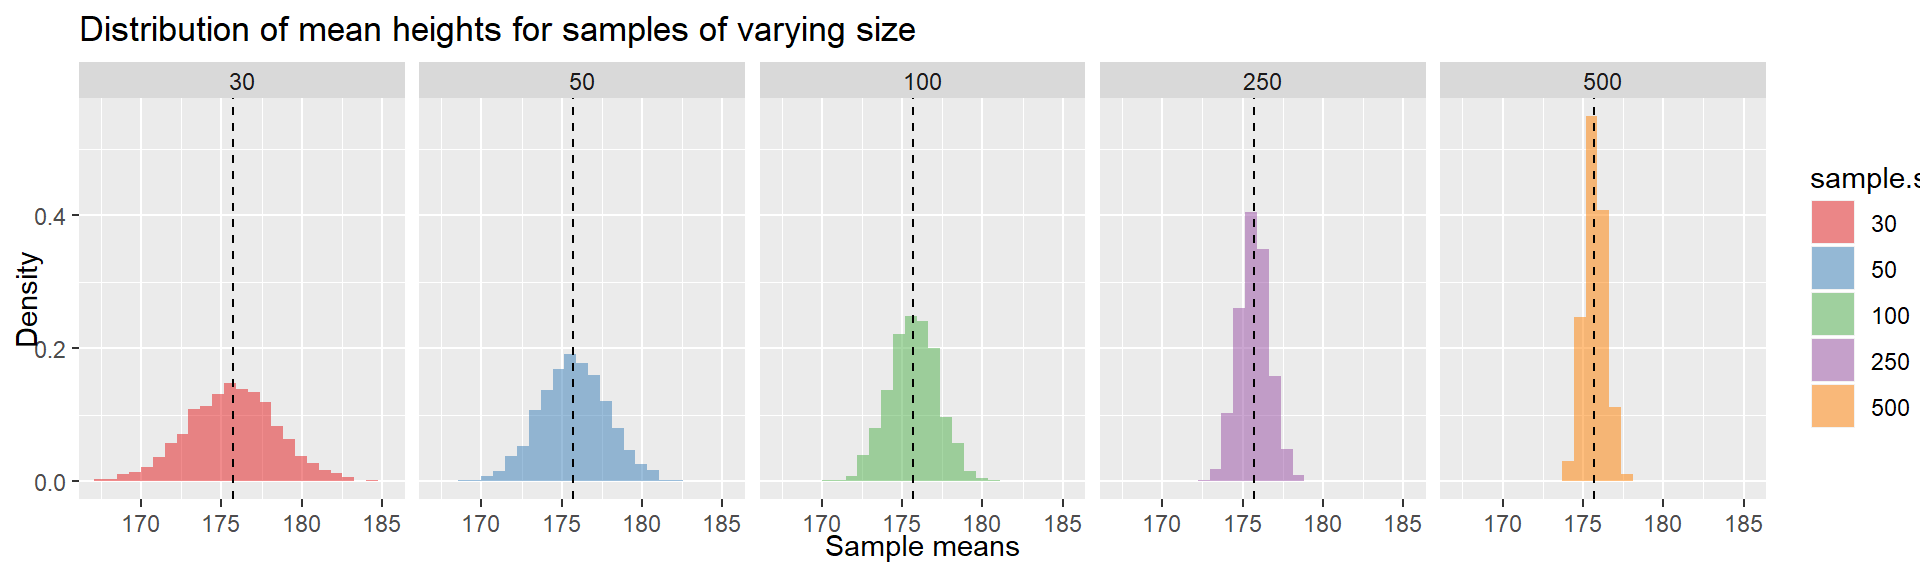 Distribution of mean heights for samples of varying size
30 50 100 250 500
Density
0.4
0.2
0.0
170 175 180 185 170 175 180 185 170 175 180 185 170 175 180 185 170 175 180 185
Sample means
sample.s
30
50
100
250
500